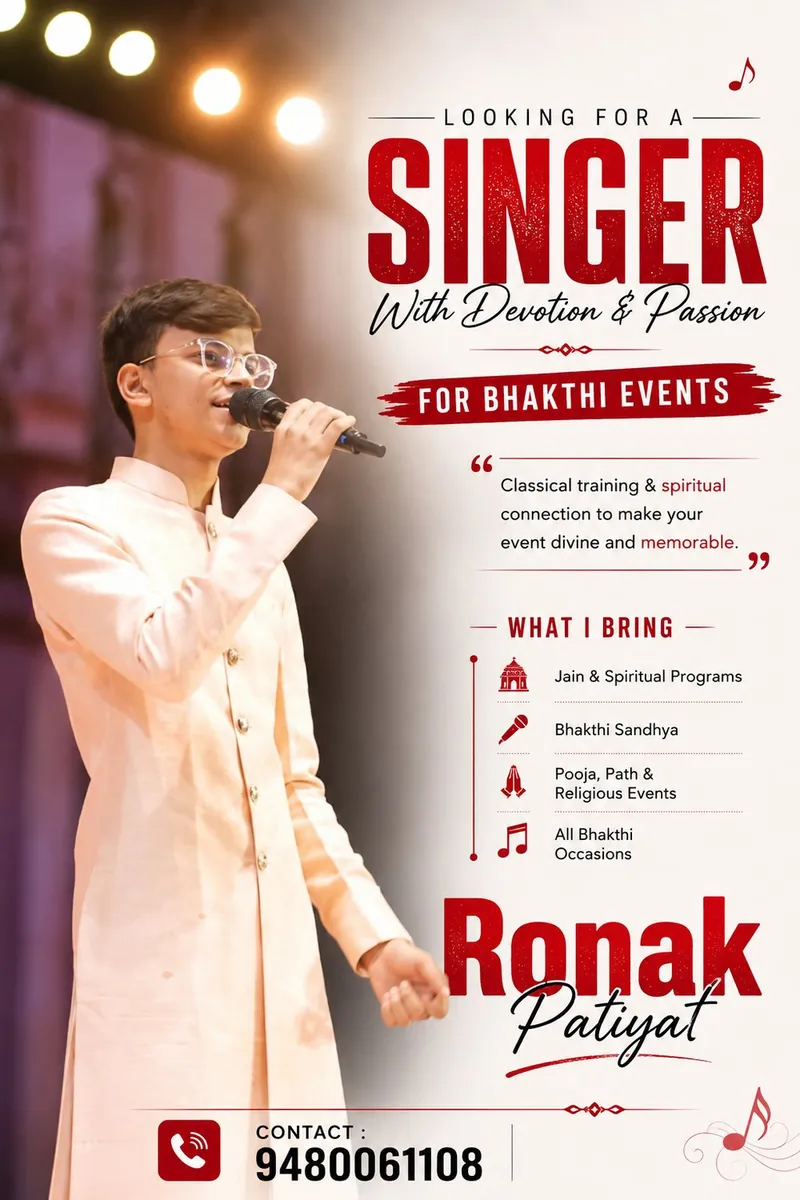 LOOKING FOR A
SINGER
With Devotion & Passion
FOR BHAKTHI EVENTS
“ Classical training & spiritual
connection to make your
event divine and memorable. ”
WHAT I BRING
Jain & Spiritual Programs
Bhakthi Sandhya
Pooja, Path &
Religious Events
All Bhakthi
Occasions
Ronak
Patiyat
CONTACT :
9480061108